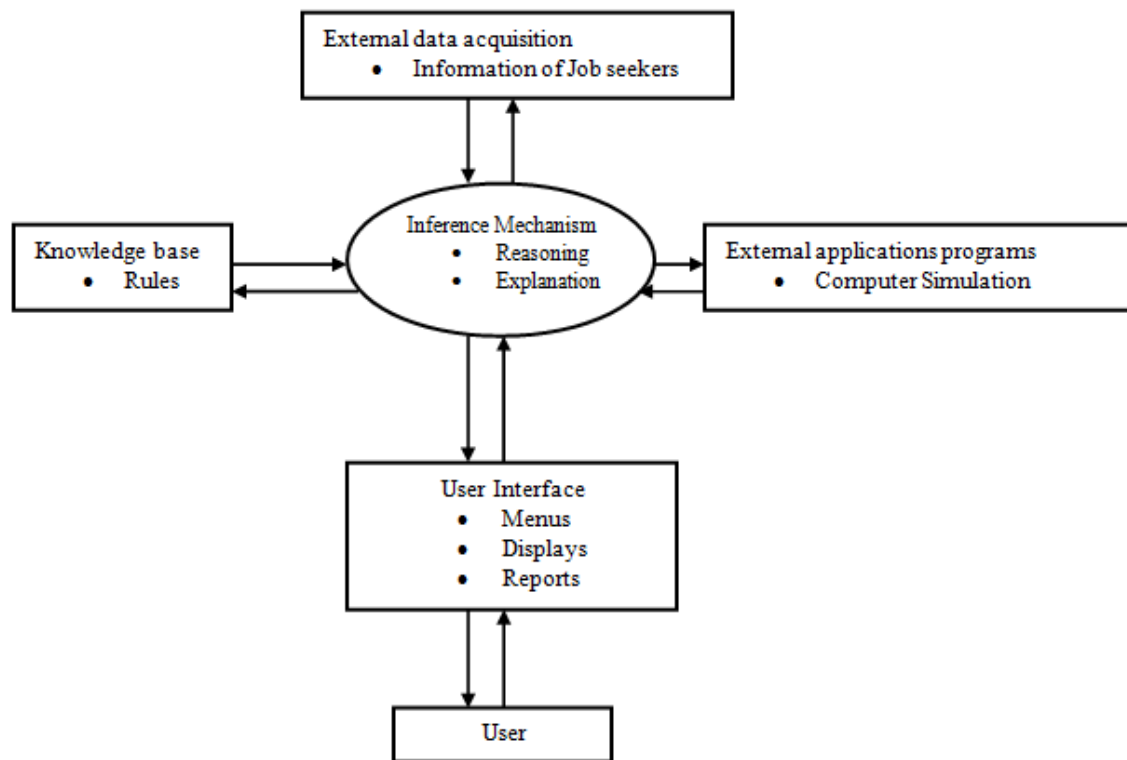 External data acquisition
• Information of Job seekers
Inference Mechanism
• Reasoning
• Explanation
Knowledge base
• Rules
External applications programs
• Computer Simulation
User Interface
• Menus
• Displays
• Reports
User